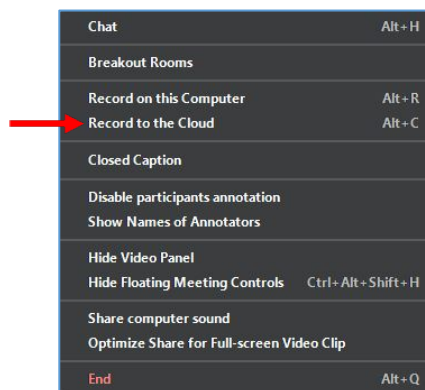 Chat Alt+H
Breakout Rooms
Record on this Computer Alt+R
Record to the Cloud Alt+C
Closed Caption
Disable participants annotation
Show Names of Annotators
Hide Video Panel
Hide Floating Meeting Controls Ctrl+Alt+Shift+H
Share computer sound
Optimize Share for Full-screen Video Clip
End Alt+Q